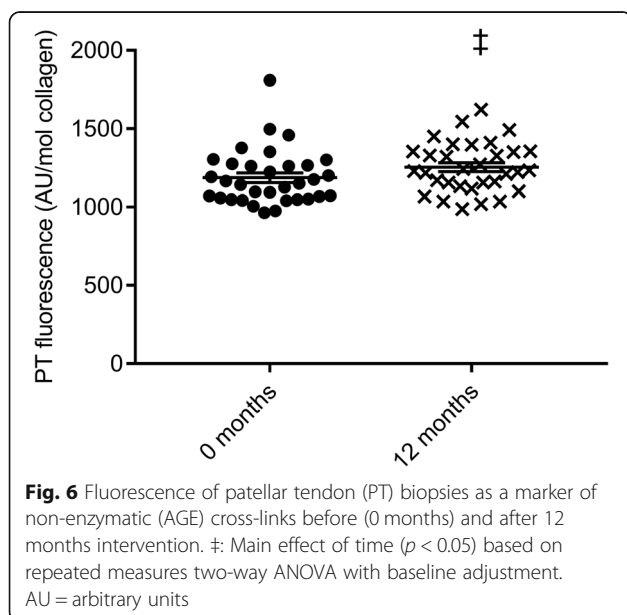 ‡
2000
1500
1000
500
0
PT fluorescence (AU/mol collagen)
0 months
12 months
Fig. 6 Fluorescence of patellar tendon (PT) biopsies as a marker of
non-enzymatic (AGE) cross-links before (0 months) and after 12
months intervention. ‡: Main effect of time (p < 0.05) based on
repeated measures two-way ANOVA with baseline adjustment.
AU = arbitrary units